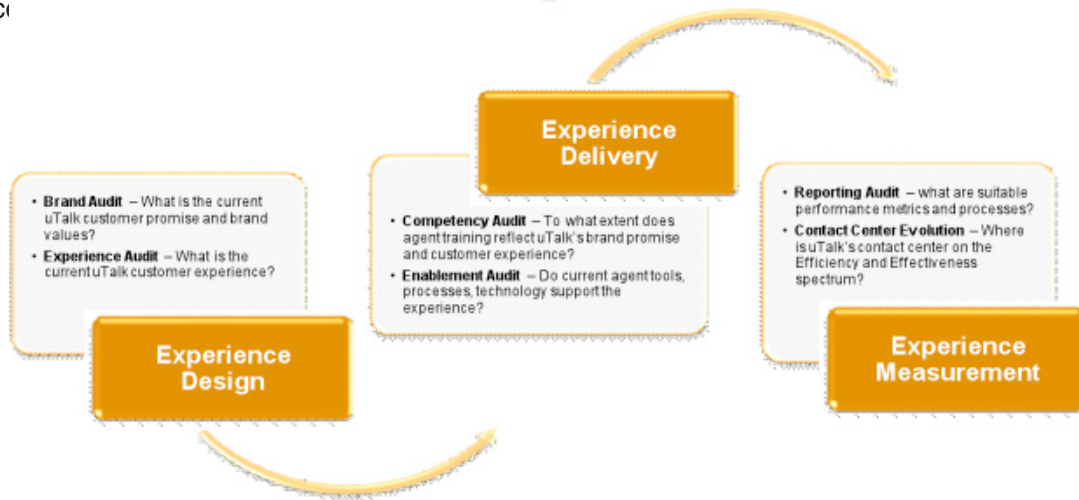 • Brand Audit – What is the current
uTalk customer promise and brand
values?
• Experience Audit – What is the
current uTalk customer experience?
Experience
Design
Experience
Delivery
• Competency Audit – To what extent does
agent training reflect uTalk's brand promise
and customer experience?
• Enablement Audit – Do current agent tools,
processes, technology support the
experience?
• Reporting Audit – what are suitable
performance metrics and processes?
• Contact Center Evolution – Where
is uTalk's contact center on the
Efficiency and Effectiveness
spectrum?
Experience
Measurement